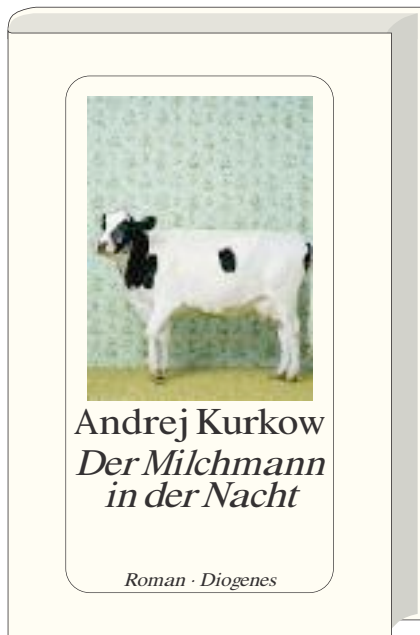 Andrej Kurkow
Der Milchmann
in der Nacht
Roman · Diogenes